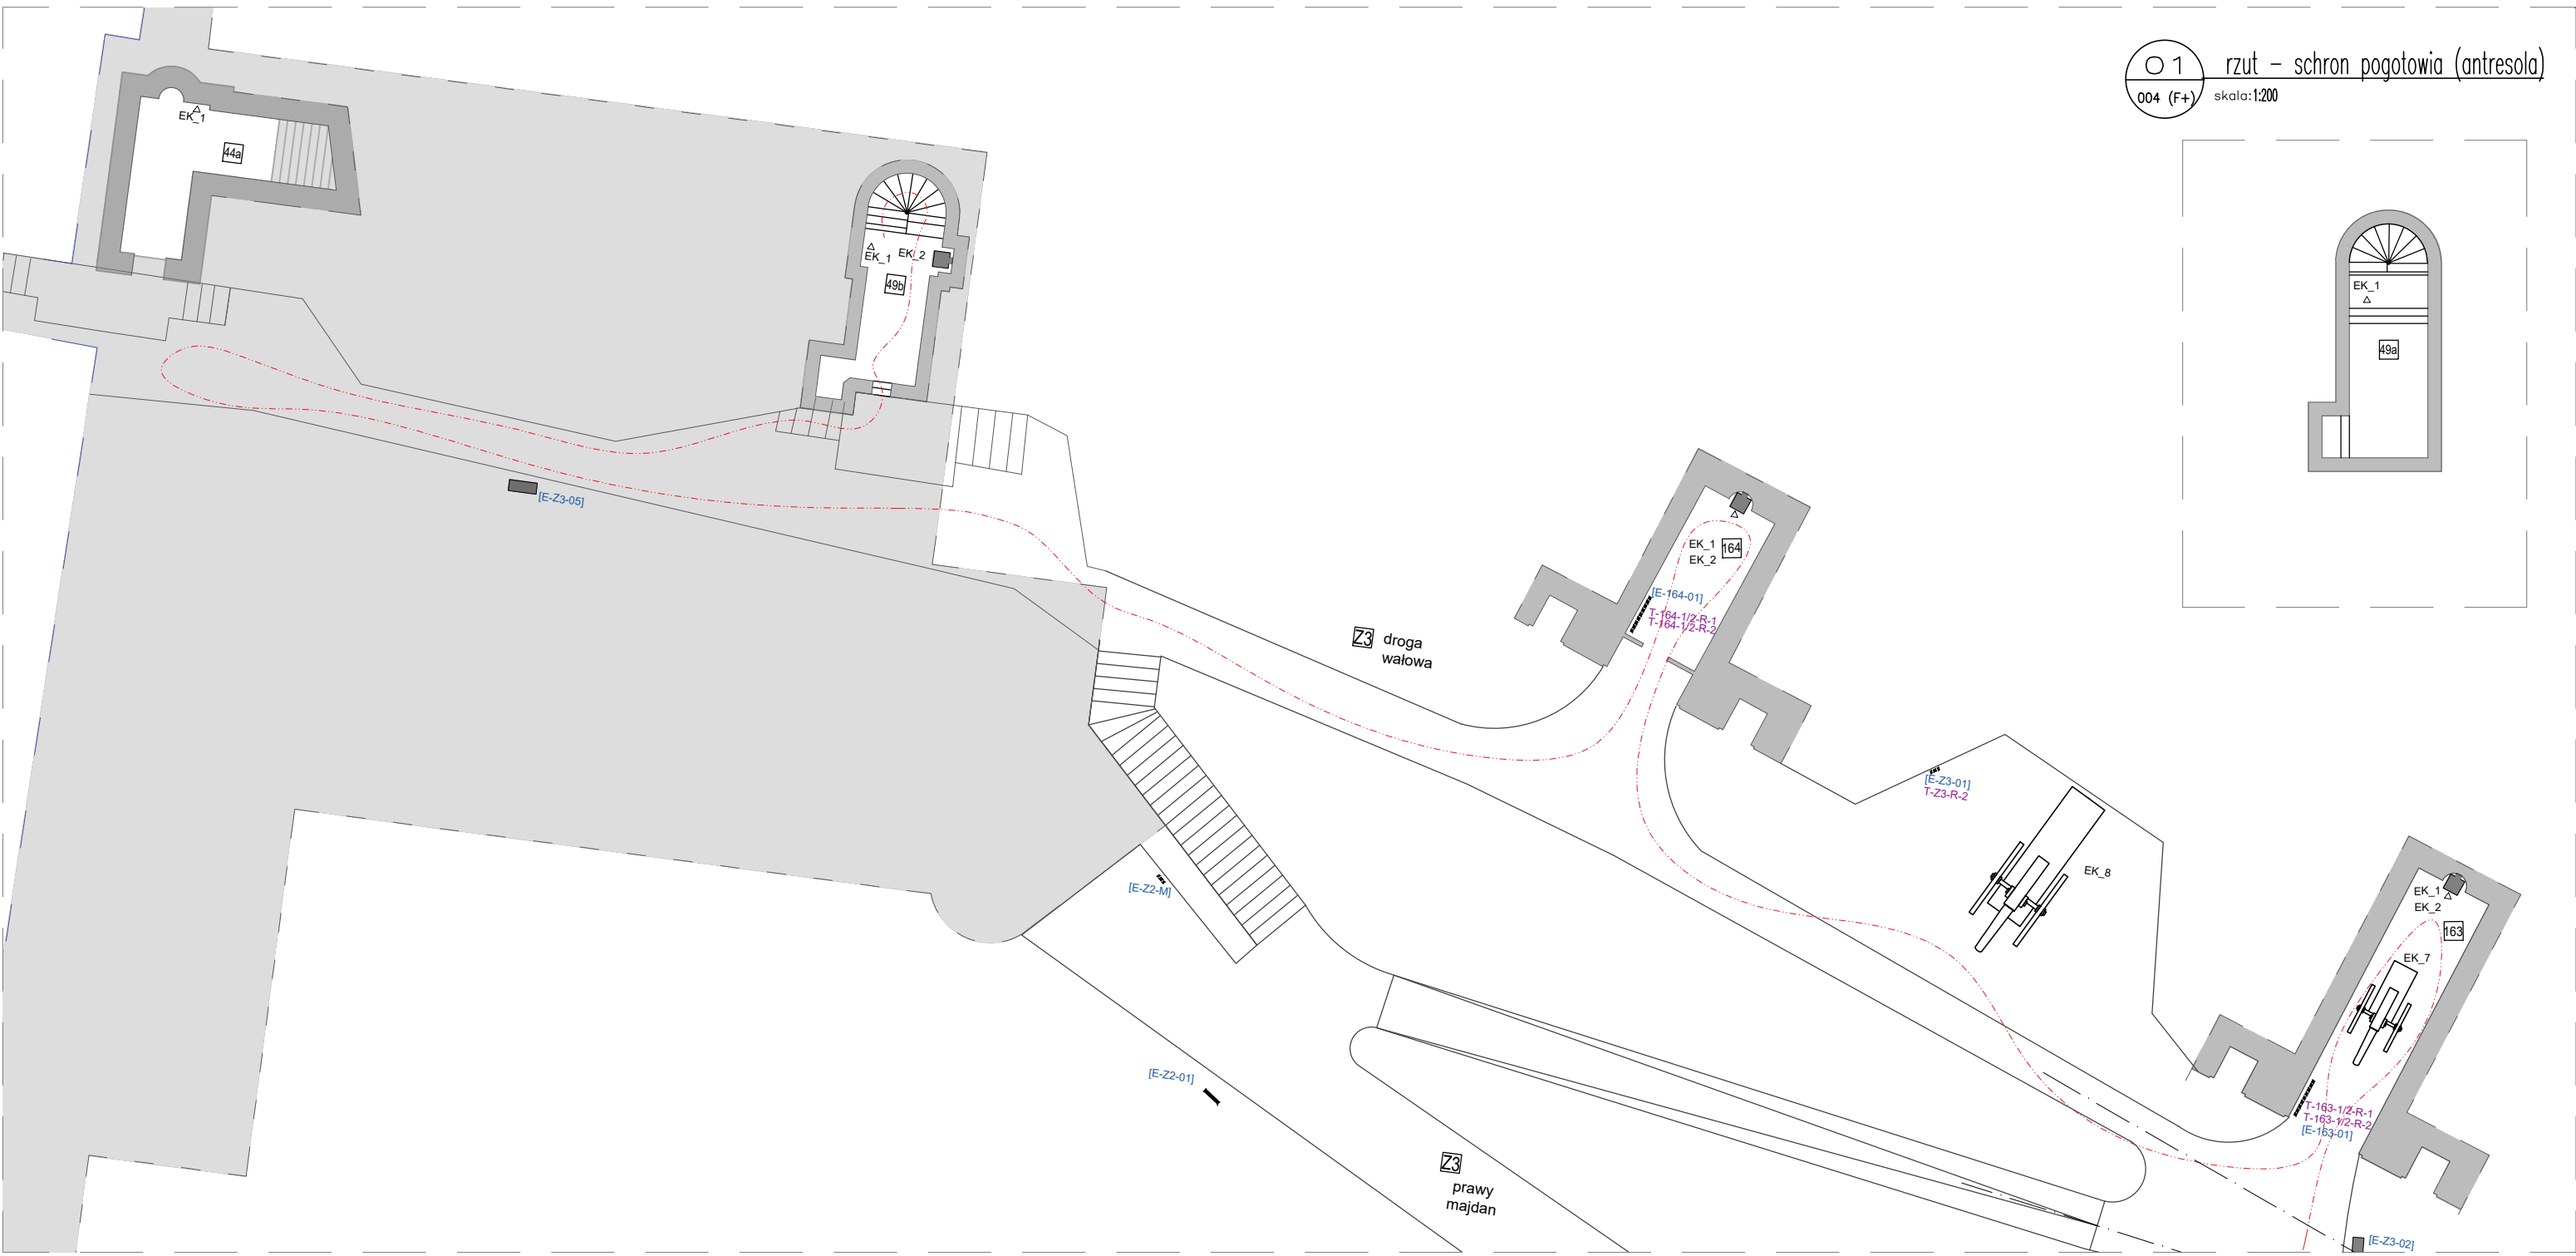 01
rzut - schron pogotowia (antresola)
004 (F+)
skala:1:200
EK_1
44a
EK_1
EK_2
49b
EK_1
49a
[E-Z3-05]
EK_1
164
EK_2
[E-164-01]
T-164-1/2-R-1
T-164-1/2-R-2
Z3
droga
wałowa
[E-Z3-01]
T-Z3-R-2
EK_8
[E-Z2-M]
EK_1
EK_2
163
EK_7
[E-Z2-01]
T-163-1/2-R-1
T-163-1/2-R-2
[E-163-01]
Z3
prawy
majdan
[E-Z3-02]